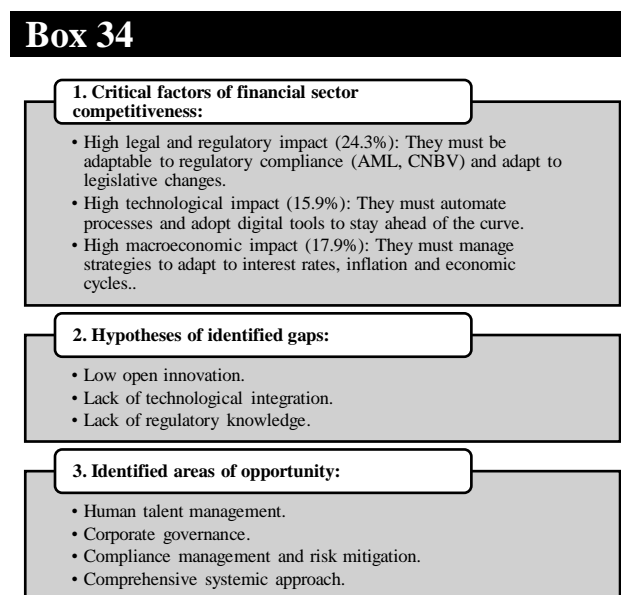 Box 34
1. Critical factors of financial sector
competitiveness:
• High legal and regulatory impact (24.3%): They must be
adaptable to regulatory compliance (AML, CNBV) and adapt to
legislative changes.
• High technological impact (15.9%): They must automate
processes and adopt digital tools to stay ahead of the curve.
• High macroeconomic impact (17.9%): They must manage
strategies to adapt to interest rates, inflation and economic
cycles..
2. Hypotheses of identified gaps:
• Low open innovation.
• Lack of technological integration.
• Lack of regulatory knowledge.
3. Identified areas of opportunity:
• Human talent management.
• Corporate governance.
• Compliance management and risk mitigation.
• Comprehensive systemic approach.